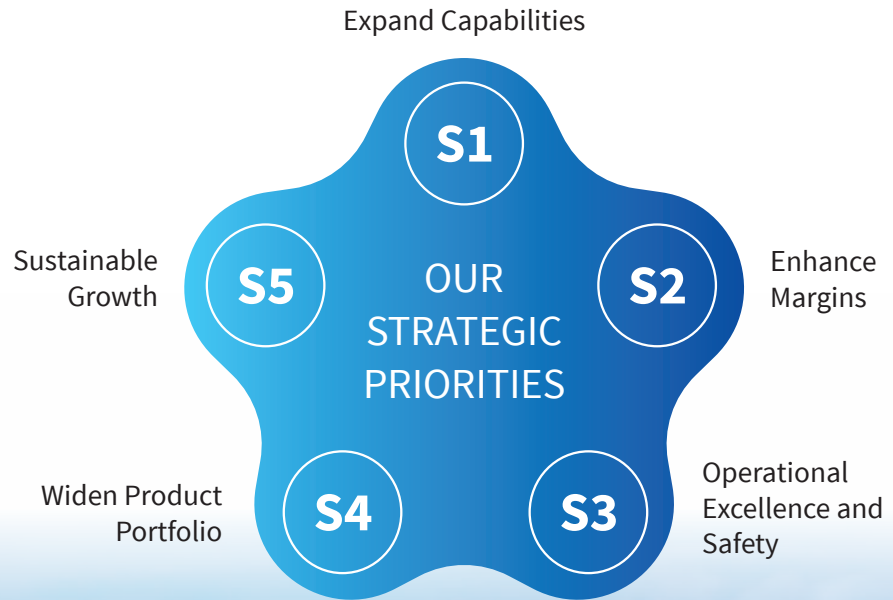 Expand Capabilities
S1
Sustainable
Growth
S5
OUR
STRATEGIC
PRIORITIES
S2
Enhance
Margins
Widen Product
Portfolio
S4
S3
Operational
Excellence and
Safety